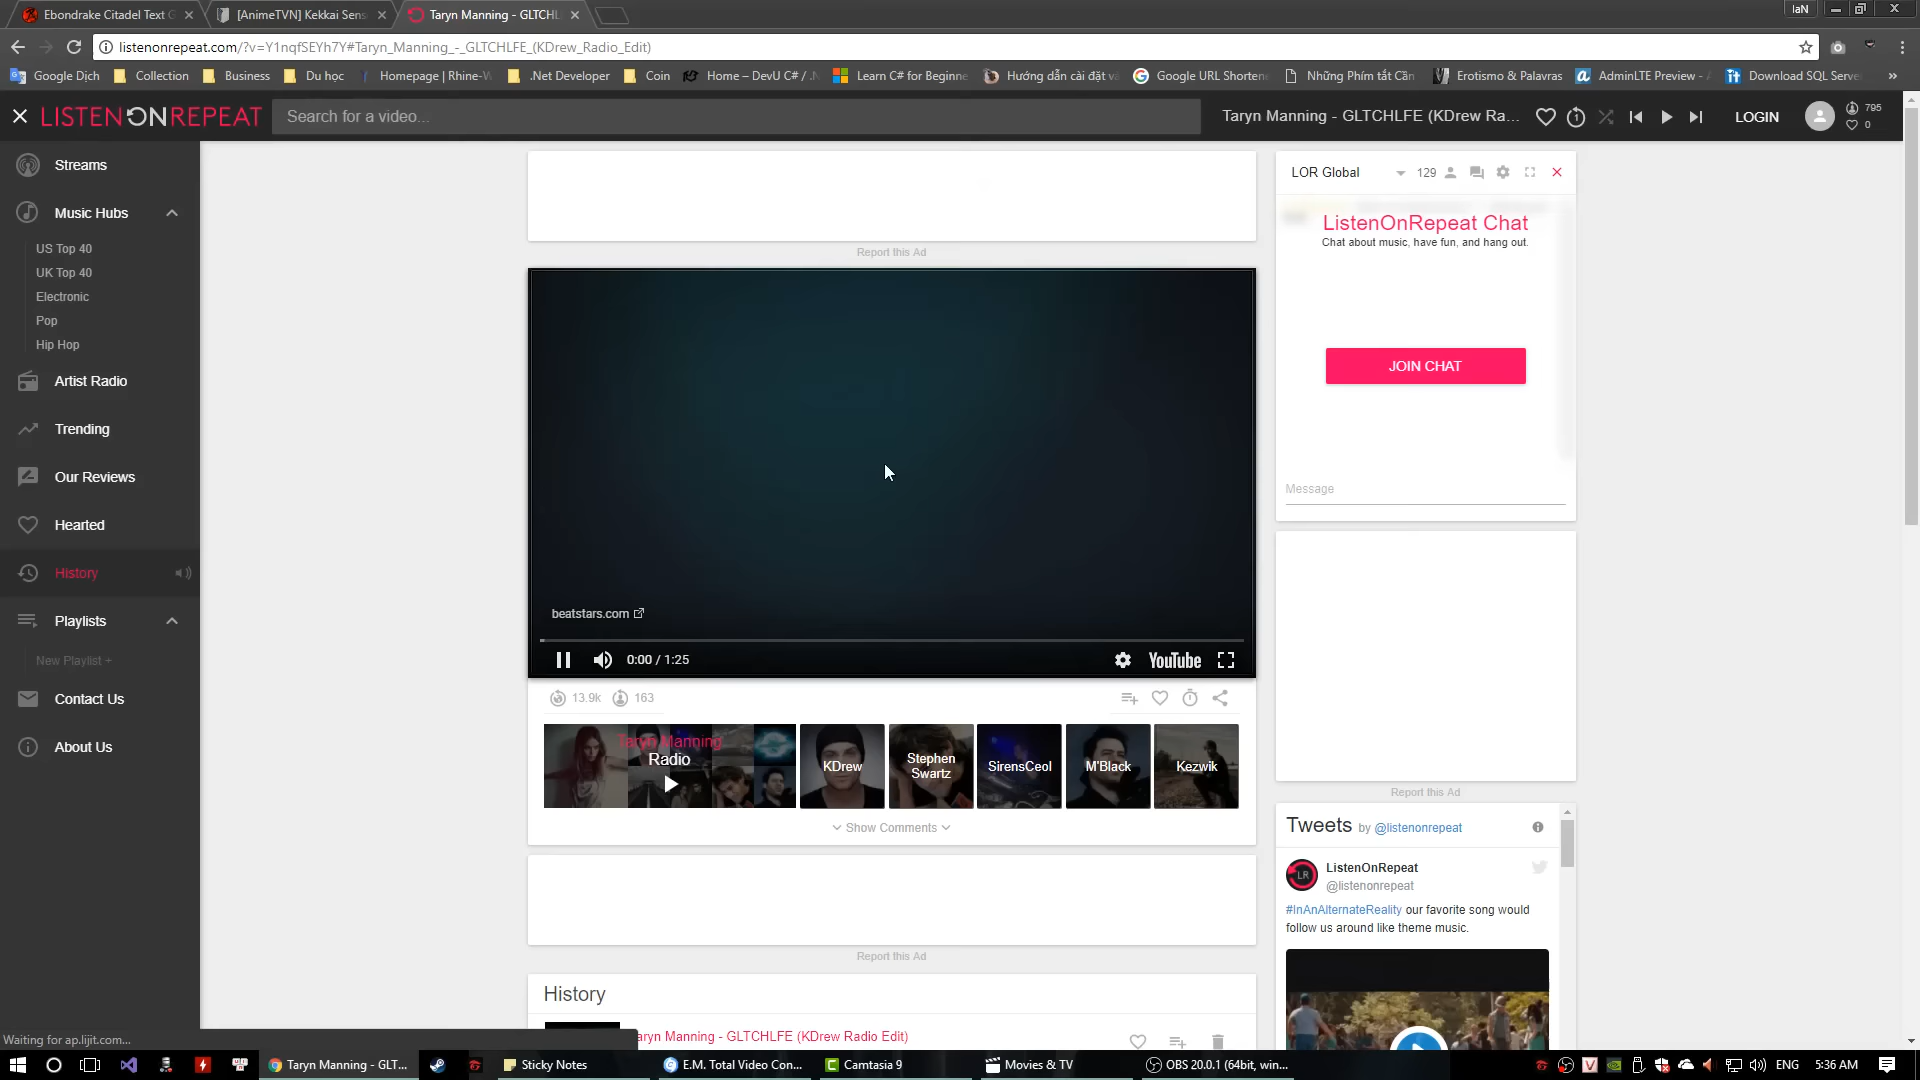 Ebondrake Citadel Text G
[AnimeTVN] Kekkai Sens
Taryn Manning - GLTCHL
IaN
listenonrepeat.com/?v=Y1nqfSEYh7Y#Taryn_Manning_-_GLTCHLFE_(KDrew_Radio_Edit)
Google Dịch
Collection
Business
Du học
Homepage | Rhine-W
.Net Developer
Coin
Home – DevU C# / .N
Learn C# for Beginne
Hướng dẫn cài đặt và
Google URL Shortene
Những Phím tắt Căn
Erotismo & Palavras
AdminLTE Preview -
Download SQL Serve
LISTENONREPEAT
Search for a video...
Taryn Manning - GLTCHLFE (KDrew Ra...
1
LOGIN
795
0
Streams
Music Hubs
US Top 40
UK Top 40
Electronic
Pop
Hip Hop
Artist Radio
Trending
Our Reviews
Hearted
History
Playlists
New Playlist +
Contact Us
About Us
Report this Ad
beatstars.com
0:00 / 1:25
YouTube
13.9k
163
Taryn Manning
Radio
KDrew
Stephen
Swartz
SirensCeol
M'Black
Kezwik
Show Comments
Report this Ad
History
aryn Manning - GLTCHLFE (KDrew Radio Edit)
LOR Global
129
ListenOnRepeat Chat
Chat about music, have fun, and hang out.
JOIN CHAT
Message
Report this Ad
Tweets by @listenonrepeat
LR
ListenOnRepeat
@listenonrepeat
#InAnAlternateReality our favorite song would
follow us around like theme music.
Waiting for ap.lijit.com...
Taryn Manning - GLT...
Sticky Notes
E.M. Total Video Con...
Camtasia 9
Movies & TV
OBS 20.0.1 (64bit, win...
ENG
5:36 AM